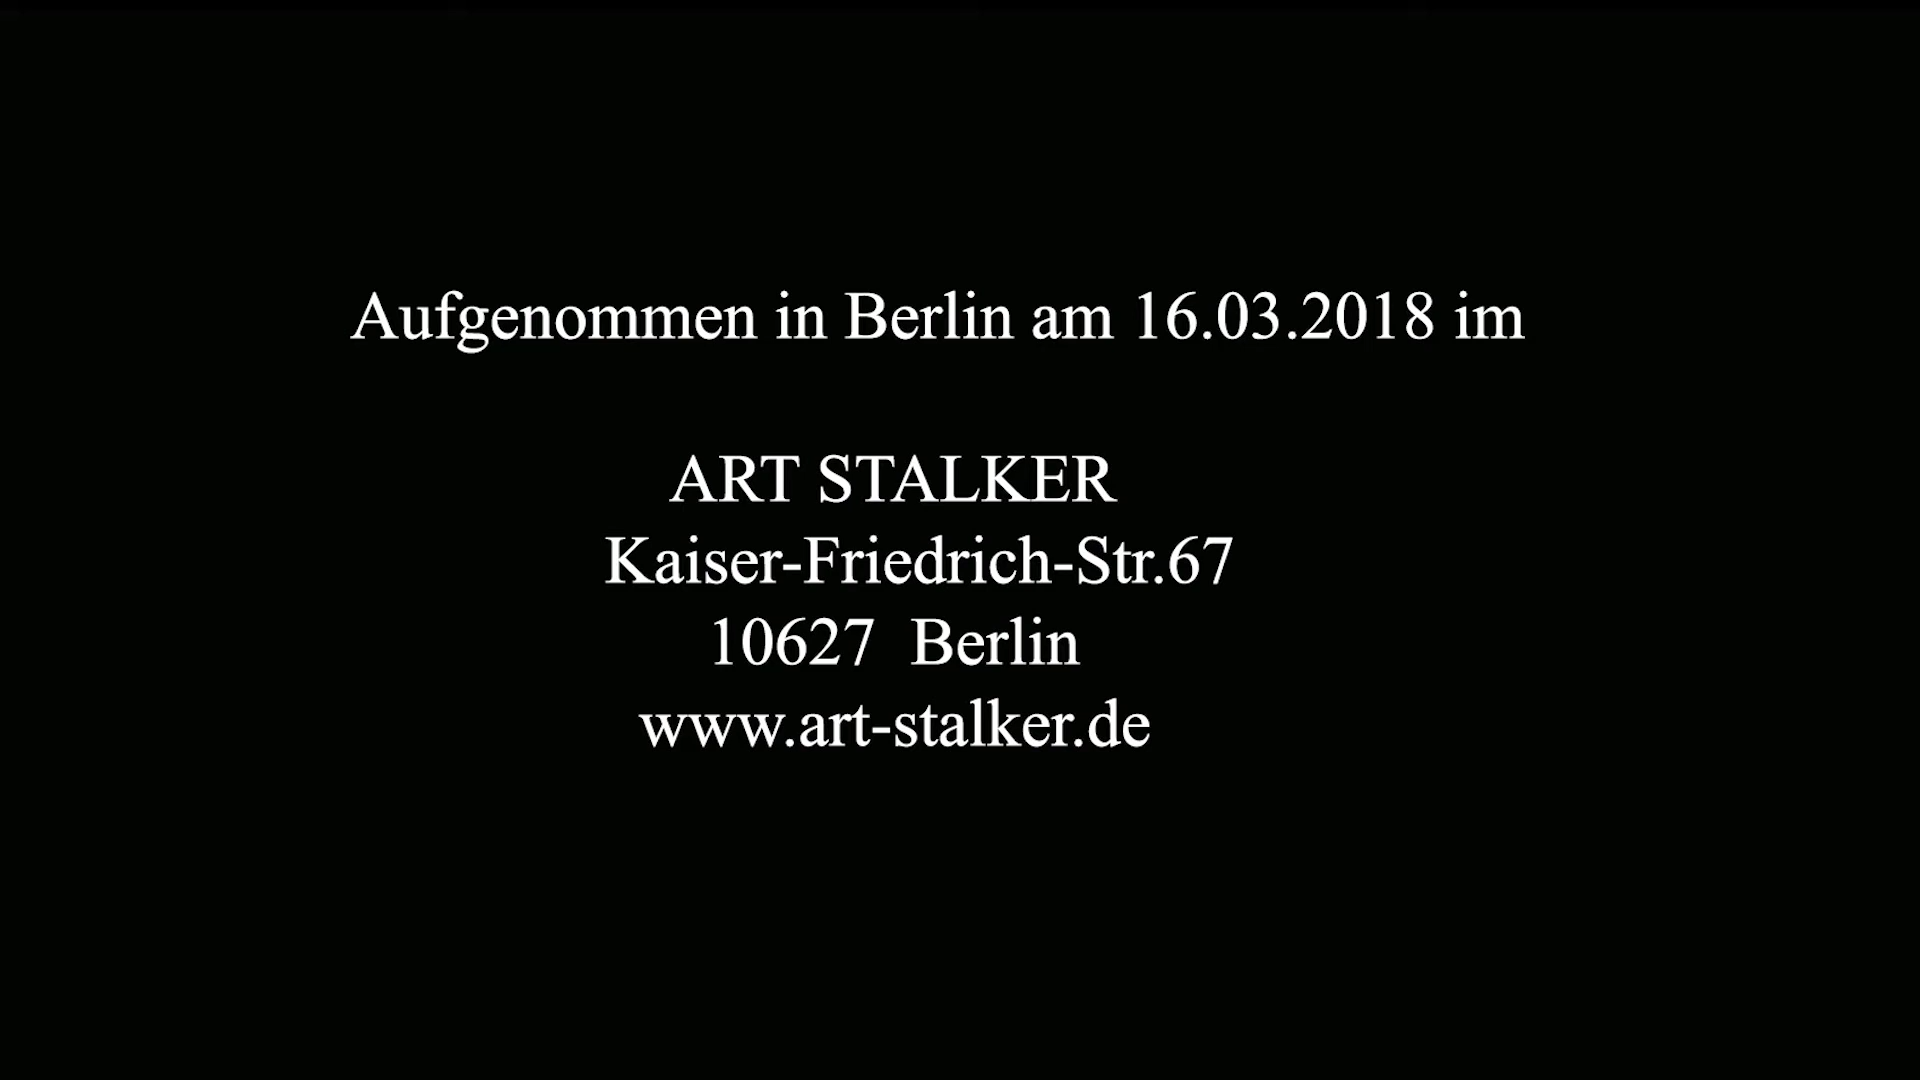 Aufgenommen in Berlin am 16.03.2018 im
ART STALKER
Kaiser-Friedrich-Str.67
10627  Berlin
www.art-stalker.de